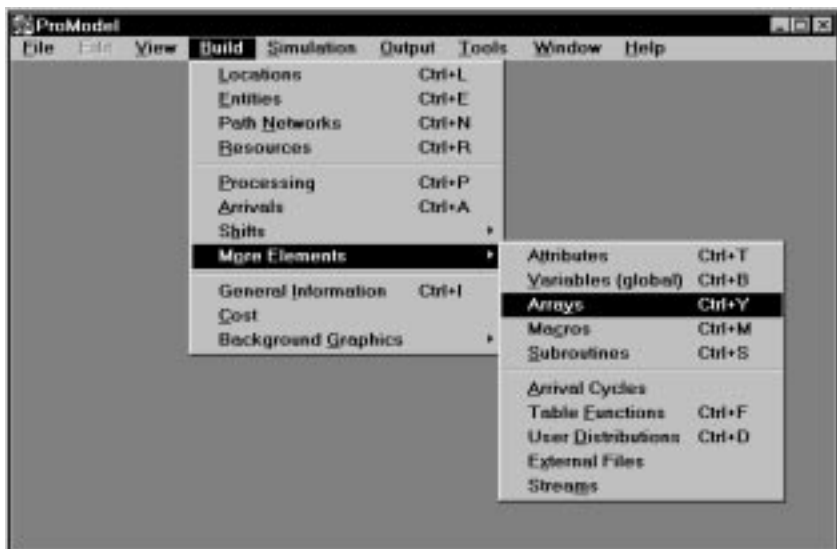 ProModel
File Edit View Build Simulation Output Tools Window Help
Locations Ctrl+L
Entities Ctrl+E
Path Networks Ctrl+N
Resources Ctrl+R
Processing Ctrl+P
Arrivals Ctrl+A
Shifts
More Elements
General Information Ctrl+I
Cost
Background Graphics
Attributes Ctrl+T
Variables (global) Ctrl+B
Arrays Ctrl+Y
Macros Ctrl+M
Subroutines Ctrl+S
Arrival Cycles
Table Functions Ctrl+F
User Distributions Ctrl+D
External Files
Streams